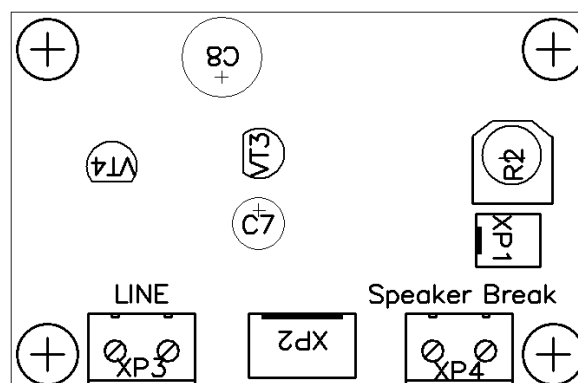 C8
VT4
VT3
R2
C7
XP1
LINE
Speaker Break
XP3
XP2
XP4